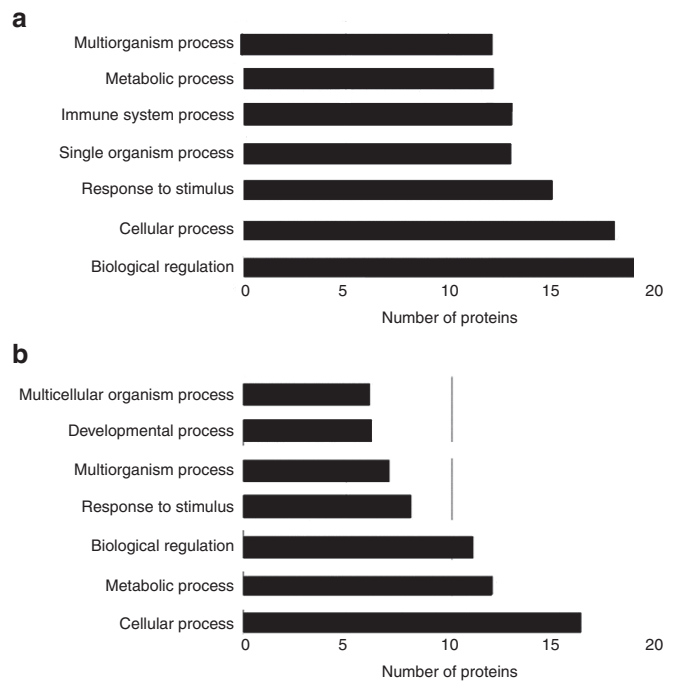 a
Multiorganism process
Metabolic process
Immune system process
Single organism process
Response to stimulus
Cellular process
Biological regulation
0 5 10 15 20
Number of proteins
b
Multicellular organism process
Developmental process
Multiorganism process
Response to stimulus
Biological regulation
Metabolic process
Cellular process
0 5 10 15 20
Number of proteins